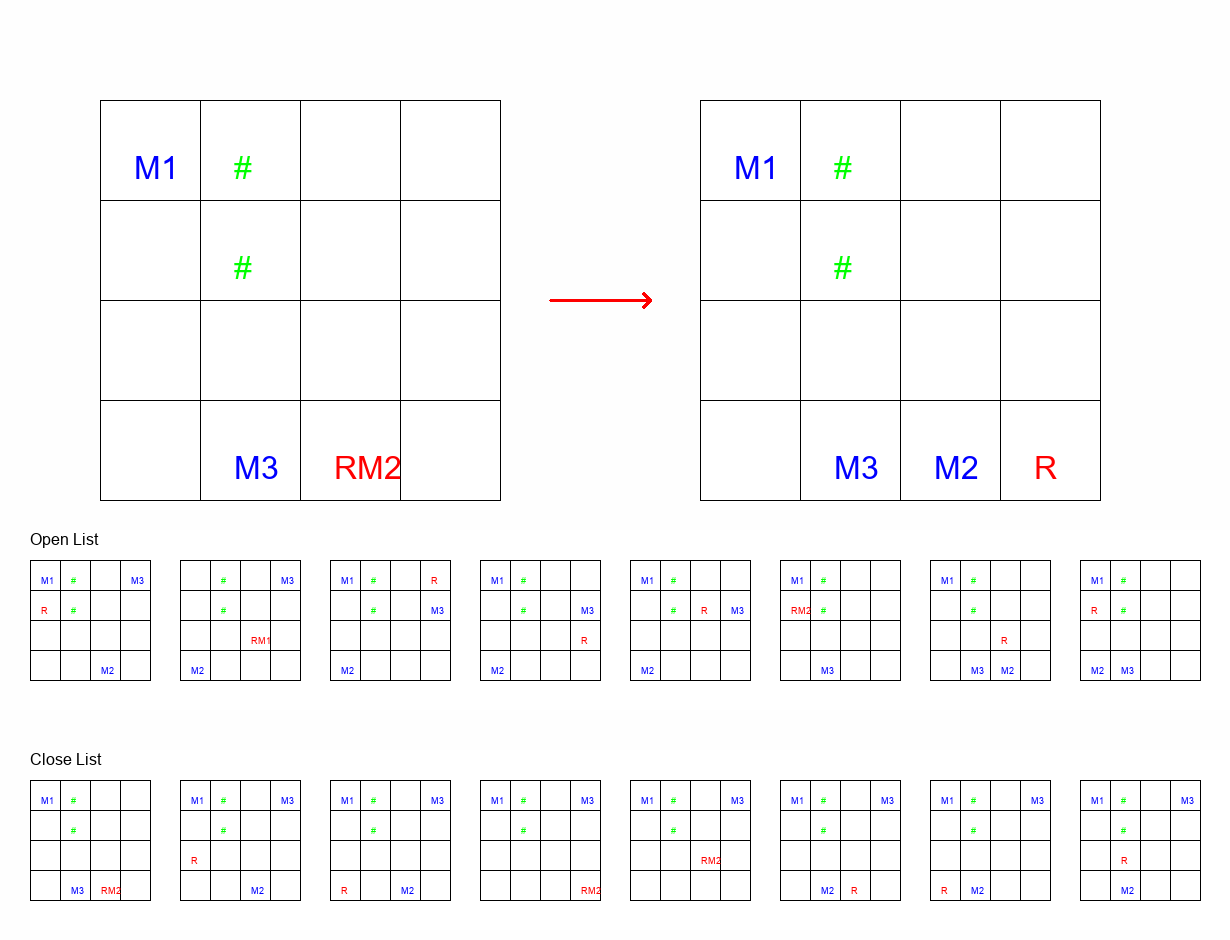 M1 # M1 #
# #
M3 RM2 M3 M2 R
Open List
M1 # M3 # M3 M1 # R M1 # M1 # M1 # M1 # M1 #
R # # # M3 # M3 # R M3 RM2 # # R #
RM1 R R
M2 M2 M2 M2 M2 M3 M3 M2 M2 M3
Close List
M1 # M1 # M3 M1 # M3 M1 # M3 M1 # M3 M1 # M3 M1 # M3 M1 # M3
# # # # # # # #
R RM2 R
M3 RM2 M2 R M2 RM2 M2 R R M2 M2